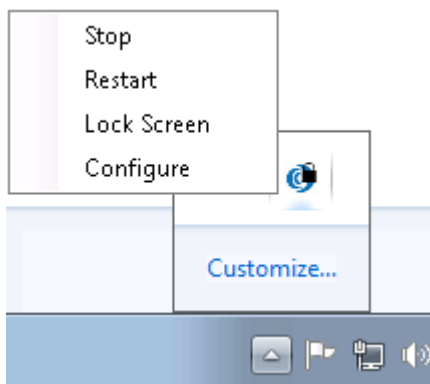 Stop
Restart
Lock Screen
Configure
Customize...